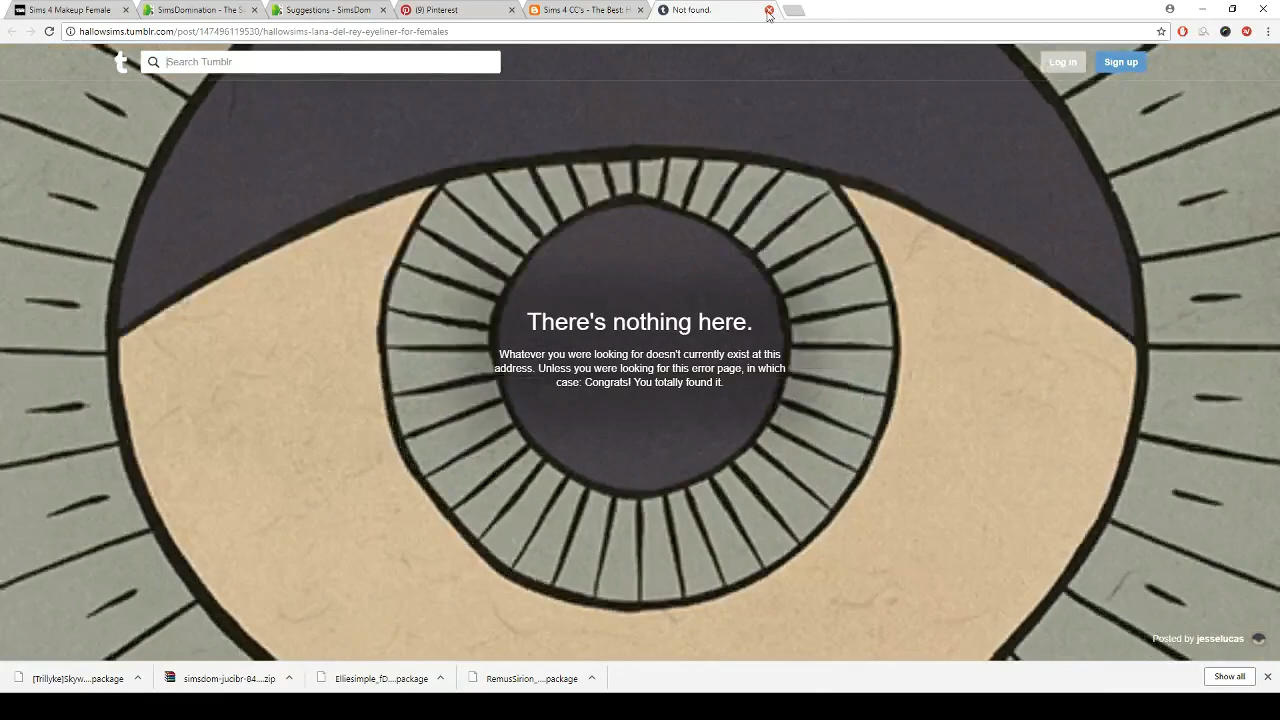 Sims 4 Makeup Female
SimsDomination - The S
Suggestions - SimsDom
(9) Pinterest
Sims 4 CC's - The Best: H
Not found.
hallowsims.tumblr.com/post/147496119530/hallowsims-lana-del-rey-eyeliner-for-females
t
Search Tumblr
Log in
Sign up
There's nothing here.
Whatever you were looking for doesn't currently exist at this
address. Unless you were looking for this error page, in which
case: Congrats! You totally found it.
Posted by jesselucas
[Trillyke]Skyw....package
simsdom-juclbr-84....zip
Elliesimple_fD....package
RemusSirion_....package
Show all